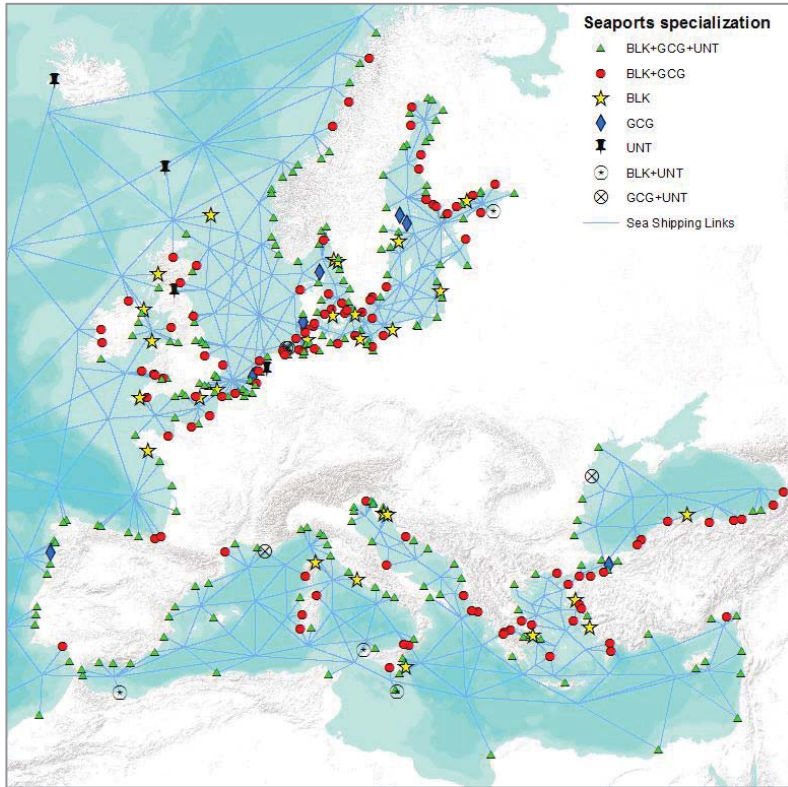 Seaports specialization
BLK+GCG+UNT
BLK+GCG
BLK
GCG
UNT
BLK+UNT
GCG+UNT
Sea Shipping Links